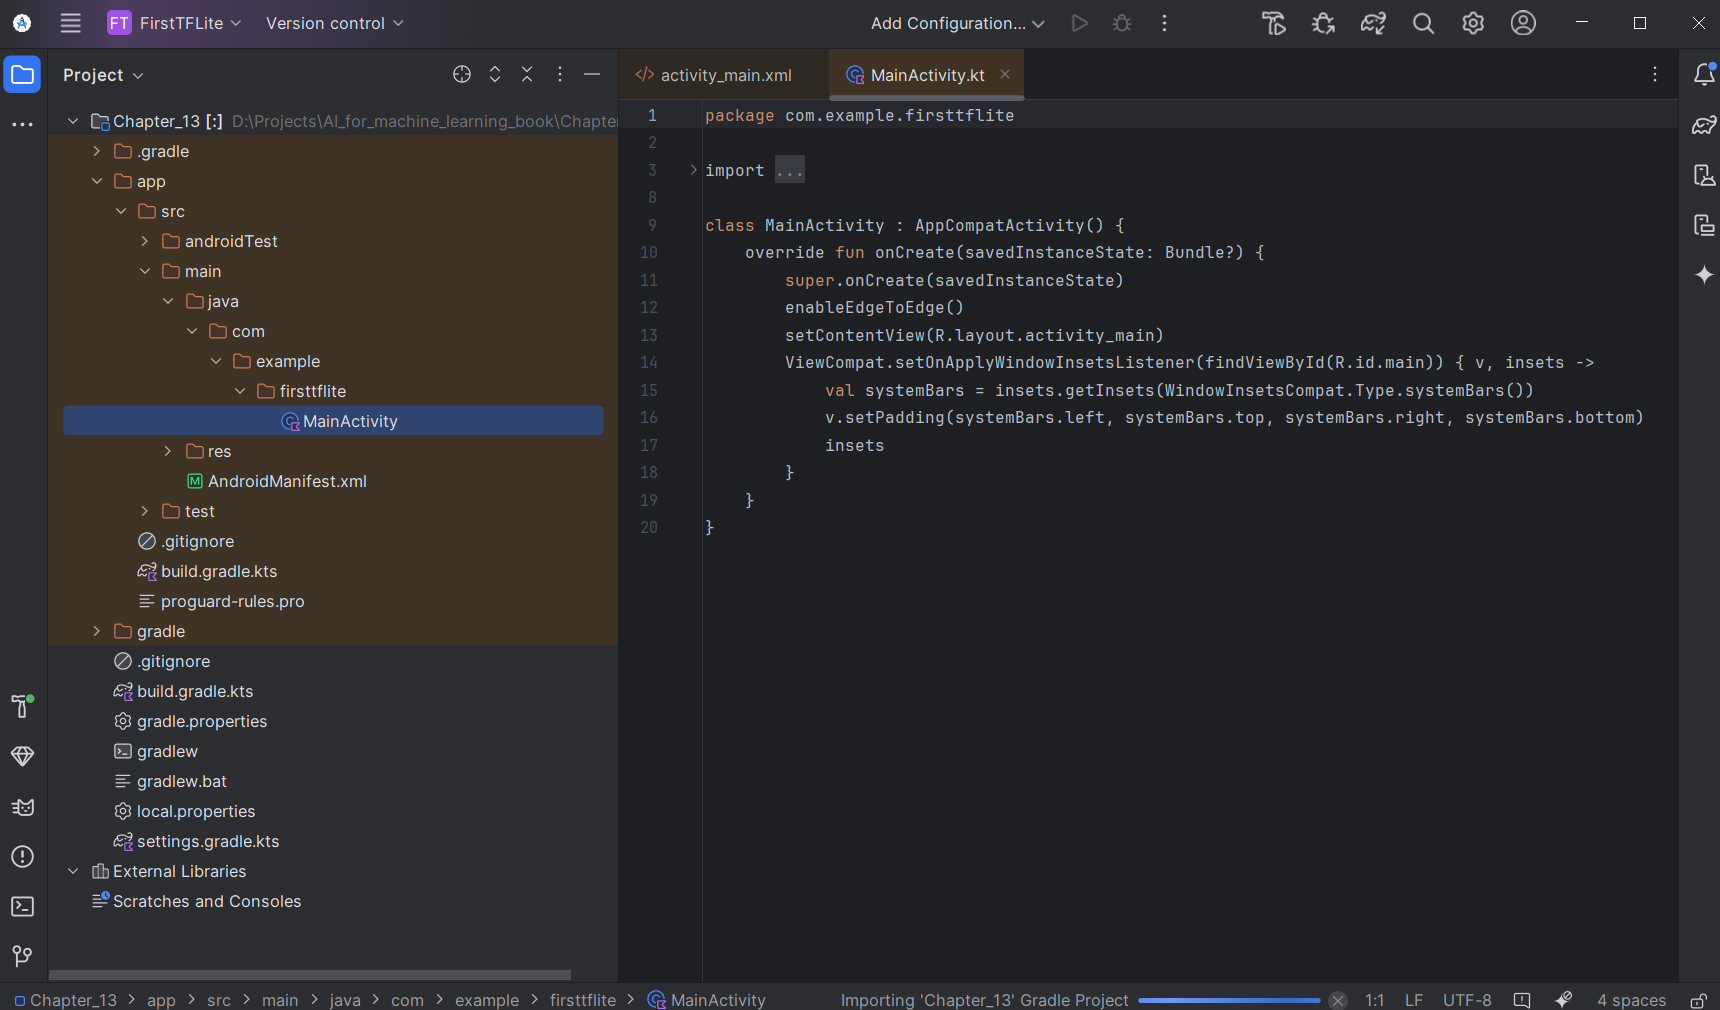 FT FirstTFLite Version control Add Configuration...
Project
Chapter_13 [:] D:\Projects\AI_for_machine_learning_book\Chapter
.gradle
app
src
androidTest
main
java
com
example
firsttflite
MainActivity
res
AndroidManifest.xml
test
.gitignore
build.gradle.kts
proguard-rules.pro
gradle
.gitignore
build.gradle.kts
gradle.properties
gradlew
gradlew.bat
local.properties
settings.gradle.kts
External Libraries
Scratches and Consoles
activity_main.xml MainActivity.kt
1 package com.example.firsttflite
2
3 import ...
8
9 class MainActivity : AppCompatActivity() {
10 override fun onCreate(savedInstanceState: Bundle?) {
11 super.onCreate(savedInstanceState)
12 enableEdgeToEdge()
13 setContentView(R.layout.activity_main)
14 ViewCompat.setOnApplyWindowInsetsListener(findViewById(R.id.main)) { v, insets ->
15 val systemBars = insets.getInsets(WindowInsetsCompat.Type.systemBars())
16 v.setPadding(systemBars.left, systemBars.top, systemBars.right, systemBars.bottom)
17 insets
18 }
19 }
20 }
Chapter_13 > app > src > main > java > com > example > firsttflite > MainActivity Importing 'Chapter_13' Gradle Project 1:1 LF UTF-8 4 spaces